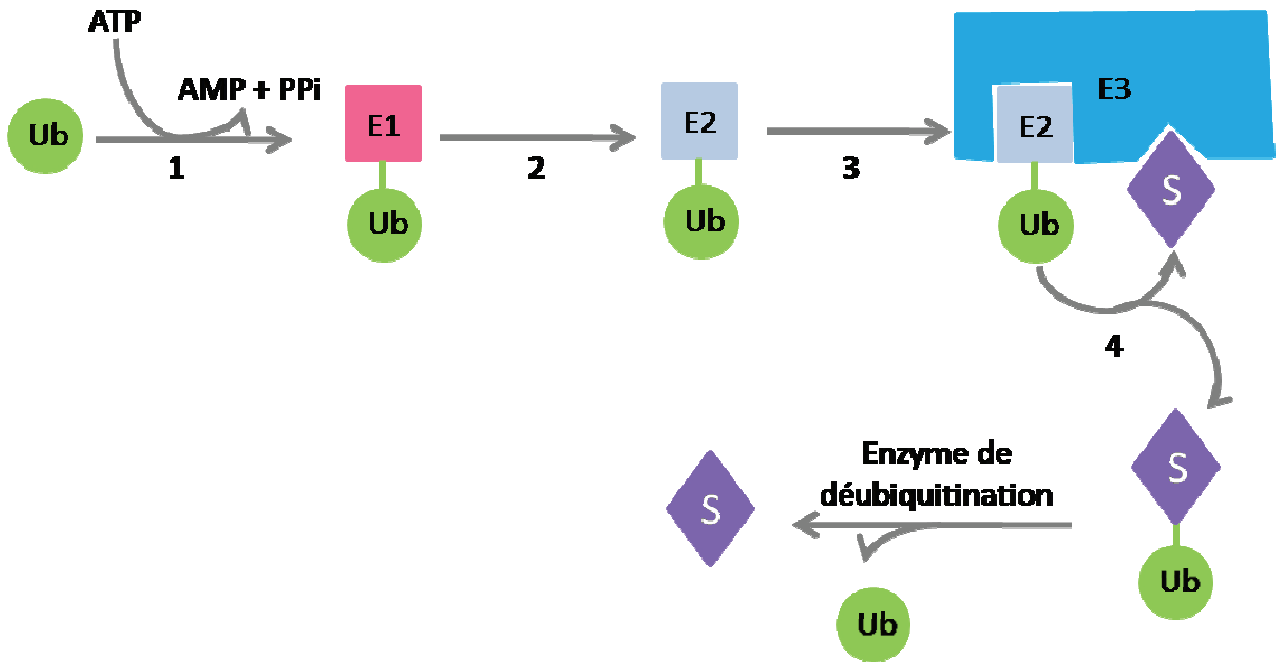 ATP
AMP + PPi
Ub
1
E1
Ub
2
E2
Ub
3
E3
E2
Ub
S
4
S
Ub
Enzyme de
déubiquitination
S
Ub